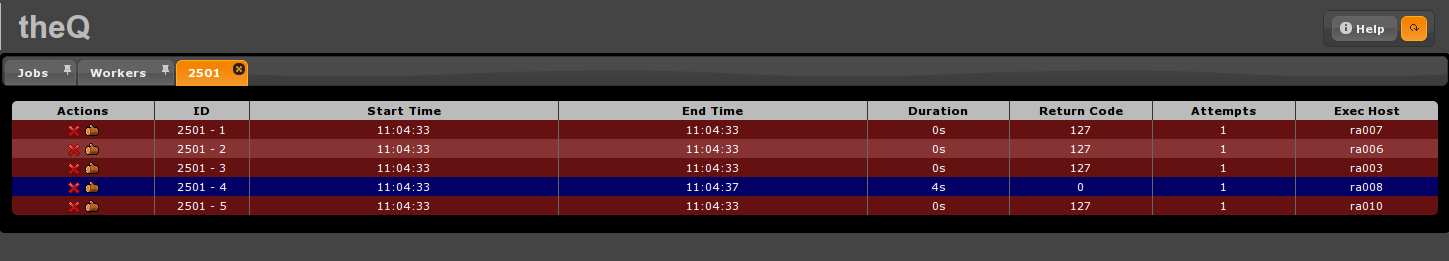 theQ
Help
Jobs Workers 2501
Actions ID Start Time End Time Duration Return Code Attempts Exec Host
2501 - 1 11:04:33 11:04:33 0s 127 1 ra007
2501 - 2 11:04:33 11:04:33 0s 127 1 ra006
2501 - 3 11:04:33 11:04:33 0s 127 1 ra003
2501 - 4 11:04:33 11:04:37 4s 0 1 ra008
2501 - 5 11:04:33 11:04:33 0s 127 1 ra010